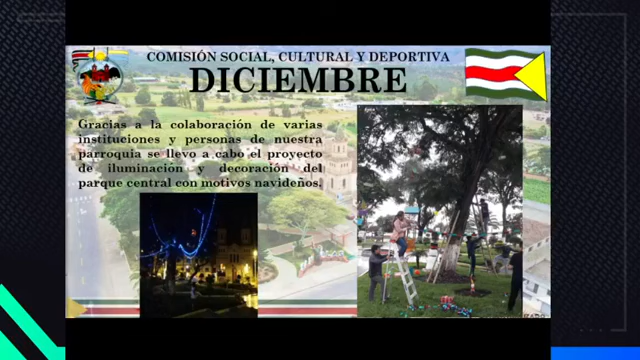 COMISIÓN SOCIAL, CULTURAL Y DEPORTIVA
DICIEMBRE
Gracias a la colaboración de varias
instituciones y personas de nuestra
parroquia se llevo a cabo el proyecto
de iluminación y decoración del
parque central con motivos navideños.